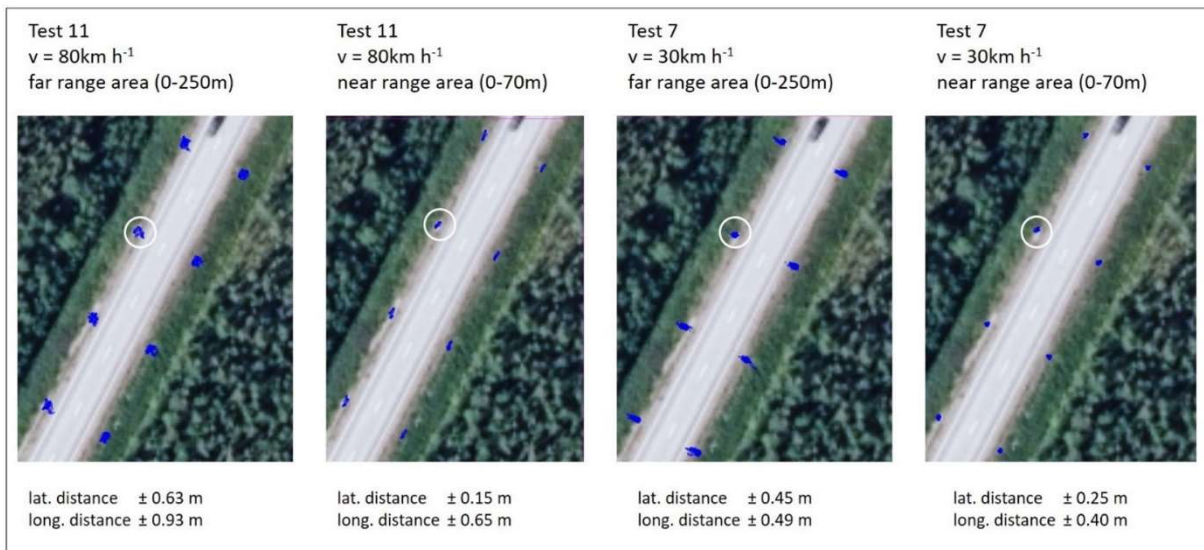 Test 11
v = 80km h⁻¹
far range area (0-250m)
Test 11
v = 80km h⁻¹
near range area (0-70m)
Test 7
v = 30km h⁻¹
far range area (0-250m)
Test 7
v = 30km h⁻¹
near range area (0-70m)
lat. distance ± 0.63 m
long. distance ± 0.93 m
lat. distance ± 0.15 m
long. distance ± 0.65 m
lat. distance ± 0.45 m
long. distance ± 0.49 m
lat. distance ± 0.25 m
long. distance ± 0.40 m